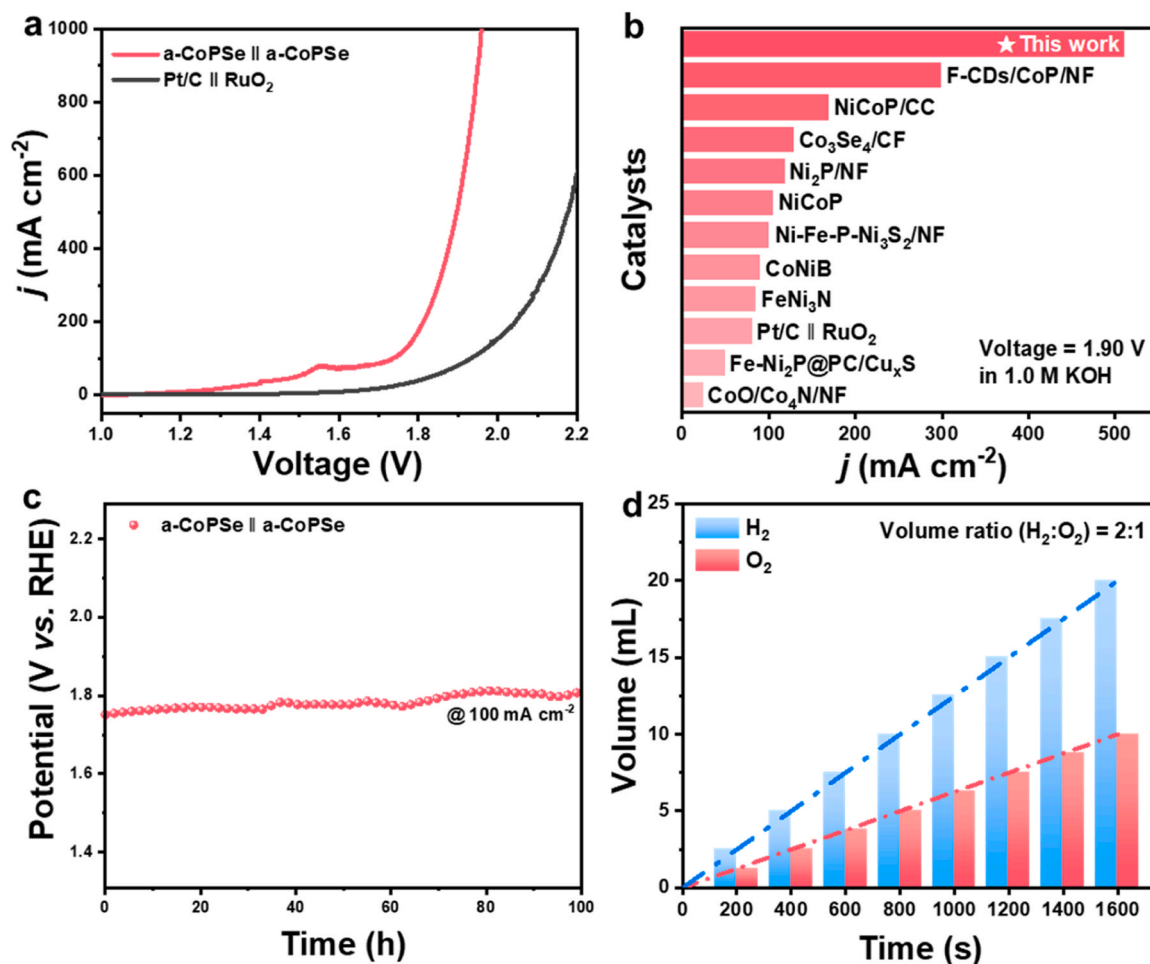 a
a-CoPSe || a-CoPSe
Pt/C || RuO₂
j (mA cm⁻²)
1000
800
600
400
200
0
1.0 1.2 1.4 1.6 1.8 2.0 2.2
Voltage (V)
b
Catalysts
★ This work
F-CDs/CoP/NF
NiCoP/CC
Co₃Se₄/CF
Ni₂P/NF
NiCoP
Ni-Fe-P-Ni₃S₂/NF
CoNiB
FeNi₃N
Pt/C || RuO₂
Fe-Ni₂P@PC/CuₓS
CoO/Co₄N/NF
Voltage = 1.90 V
in 1.0 M KOH
0 100 200 300 400 500
j (mA cm⁻²)
c
a-CoPSe || a-CoPSe
Potential (V vs. RHE)
2.2
2.0
1.8
1.6
1.4
@ 100 mA cm⁻²
0 20 40 60 80 100
Time (h)
d
H₂
O₂
Volume ratio (H₂:O₂) = 2:1
Volume (mL)
25
20
15
10
5
0
0 200 400 600 800 1000 1200 1400 1600
Time (s)